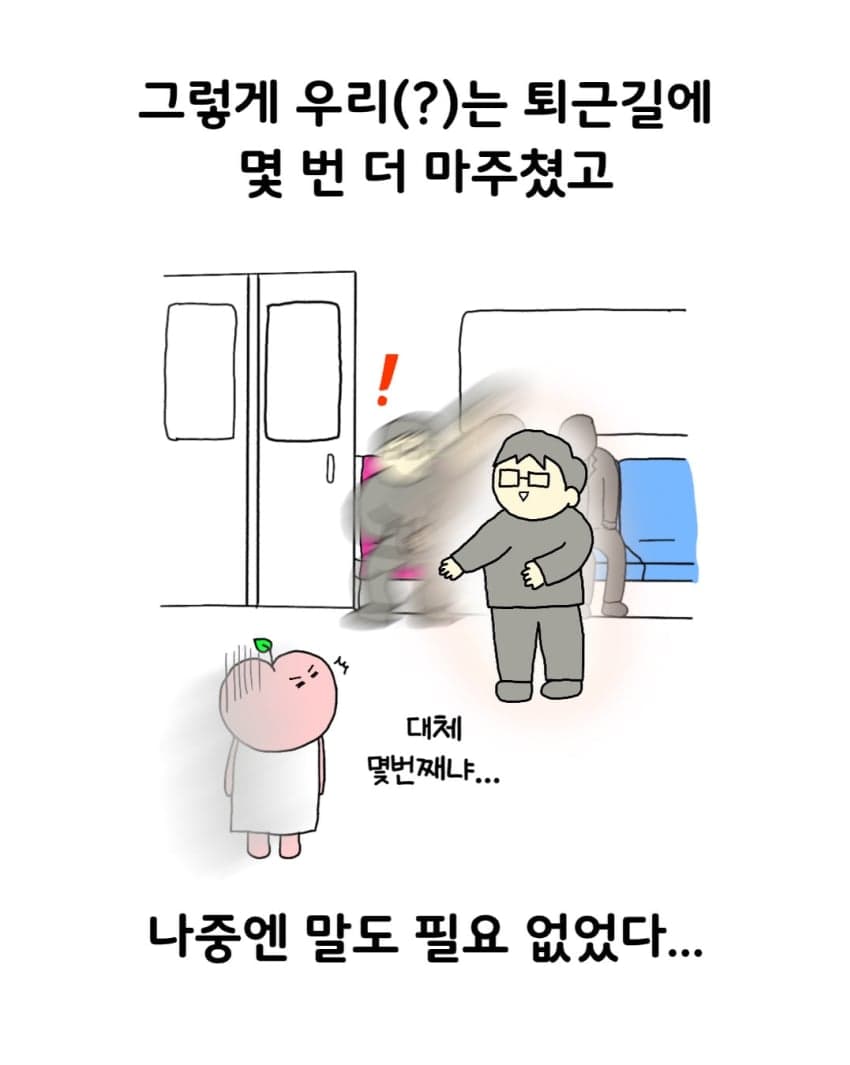 그렇게 우리(?)는 퇴근길에
몇 번 더 마주쳤고
!
대체
몇번째냐...
나중엔 말도 필요 없었다...